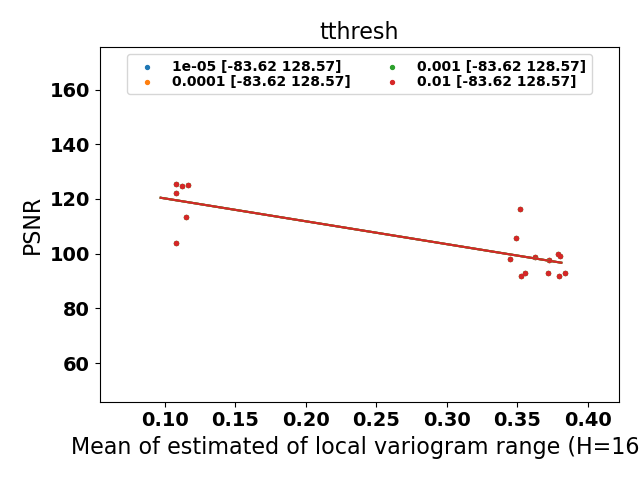 tthresh
1e-05 [-83.62 128.57]
0.0001 [-83.62 128.57]
0.001 [-83.62 128.57]
0.01 [-83.62 128.57]
160
140
120
100
80
60
PSNR
0.10 0.15 0.20 0.25 0.30 0.35 0.40
Mean of estimated of local variogram range (H=16